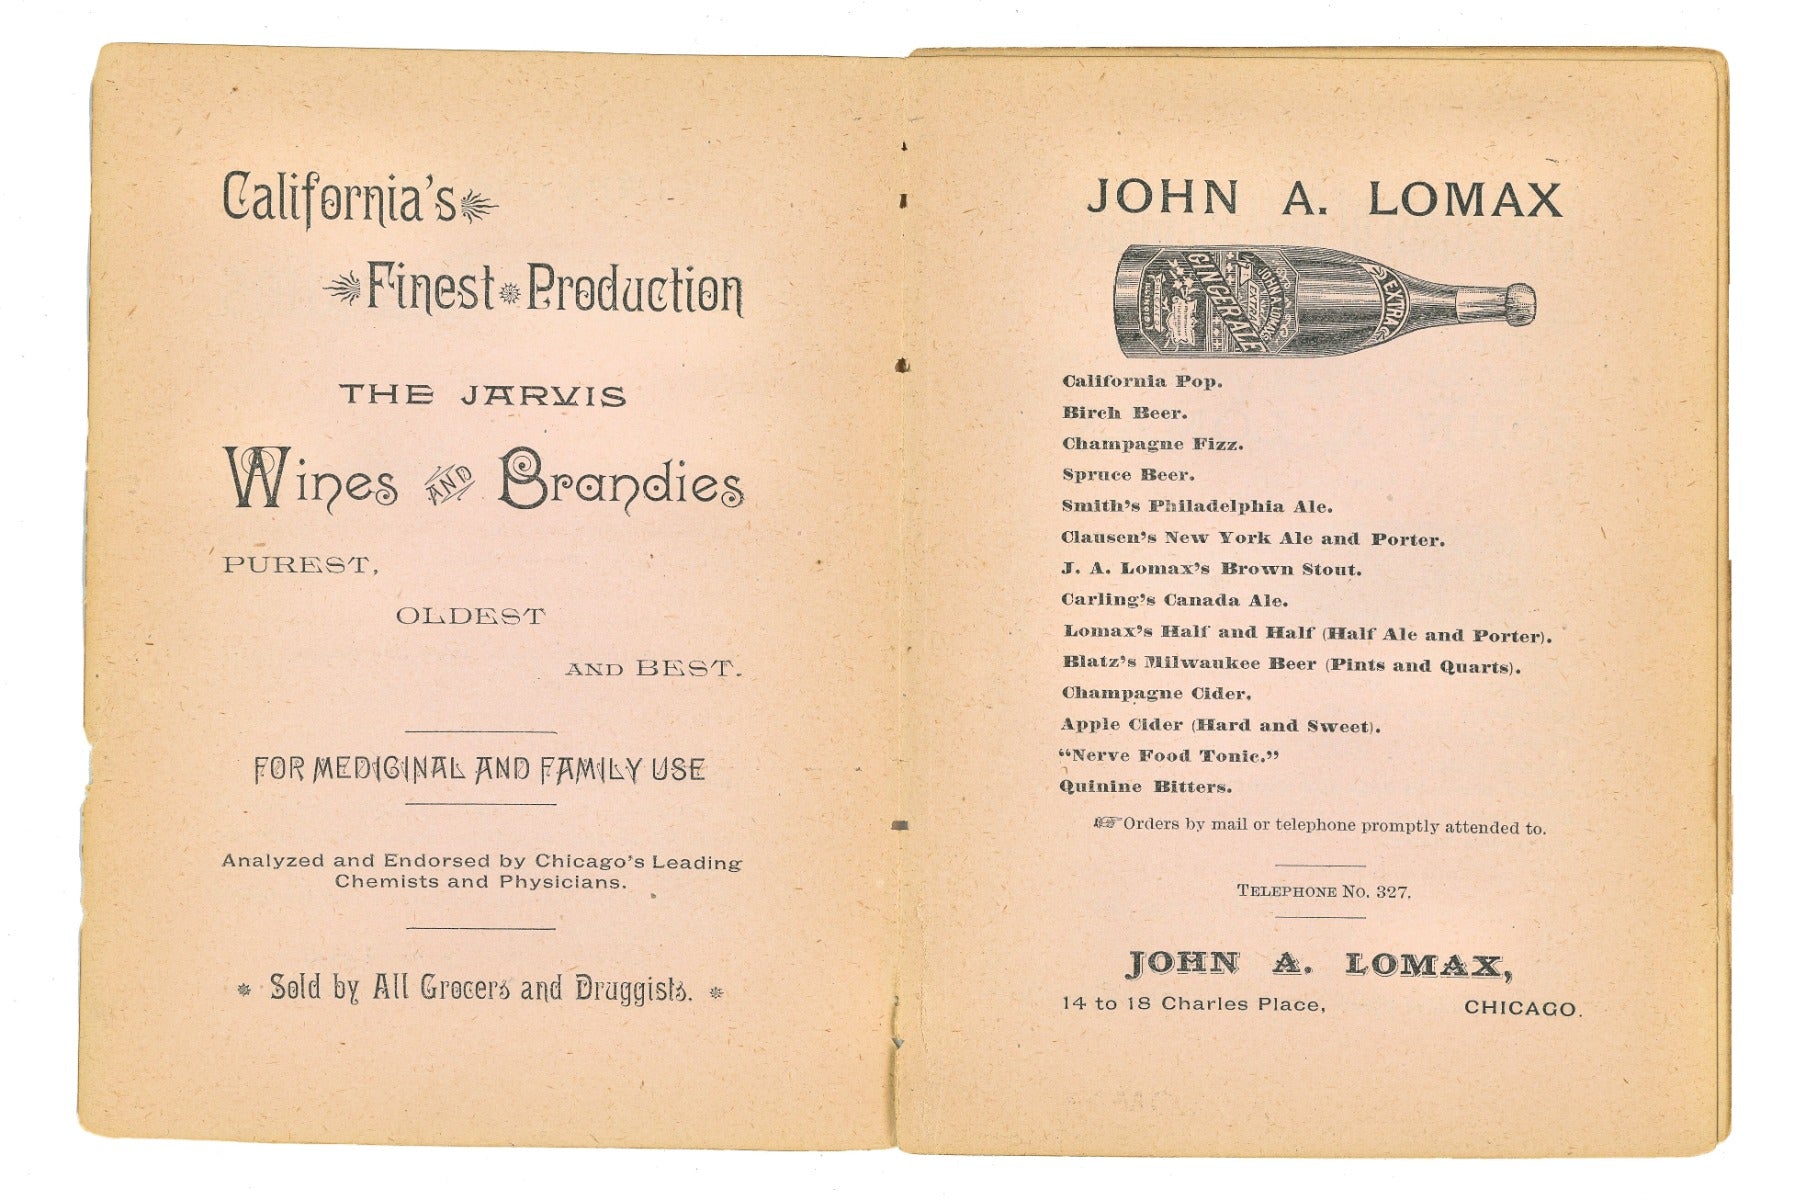 California's
Finest Production
THE JARVIS
Wines AND Brandies
PUREST,
OLDEST
AND BEST.
FOR MEDICINAL AND FAMILY USE
Analyzed and Endorsed by Chicago's Leading
Chemists and Physicians.
Sold by All Grocers and Druggists.
JOHN A. LOMAX
JOHN A. LOMAX'S
EXTRA
GINGER ALE
EXTRA
California Pop.
Birch Beer.
Champagne Fizz.
Spruce Beer.
Smith's Philadelphia Ale.
Clausen's New York Ale and Porter.
J. A. Lomax's Brown Stout.
Carling's Canada Ale.
Lomax's Half and Half (Half Ale and Porter).
Blatz's Milwaukee Beer (Pints and Quarts).
Champagne Cider.
Apple Cider (Hard and Sweet).
“Nerve Food Tonic.”
Quinine Bitters.
☞Orders by mail or telephone promptly attended to.
TELEPHONE NO. 327.
JOHN A. LOMAX,
14 to 18 Charles Place, CHICAGO.